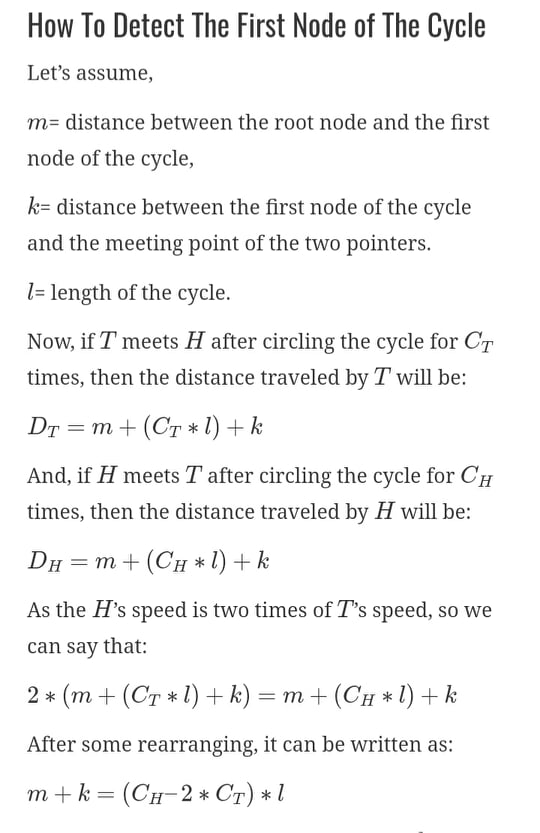 How To Detect The First Node of The Cycle
Let’s assume,
m= distance between the root node and the first
node of the cycle,
k= distance between the first node of the cycle
and the meeting point of the two pointers.
l= length of the cycle.
Now, if T meets H after circling the cycle for C_T
times, then the distance traveled by T will be:
D_T = m + (C_T * l) + k
And, if H meets T after circling the cycle for C_H
times, then the distance traveled by H will be:
D_H = m + (C_H * l) + k
As the H’s speed is two times of T’s speed, so we
can say that:
2 * (m + (C_T * l) + k) = m + (C_H * l) + k
After some rearranging, it can be written as:
m + k = (C_H–2 * C_T) * l